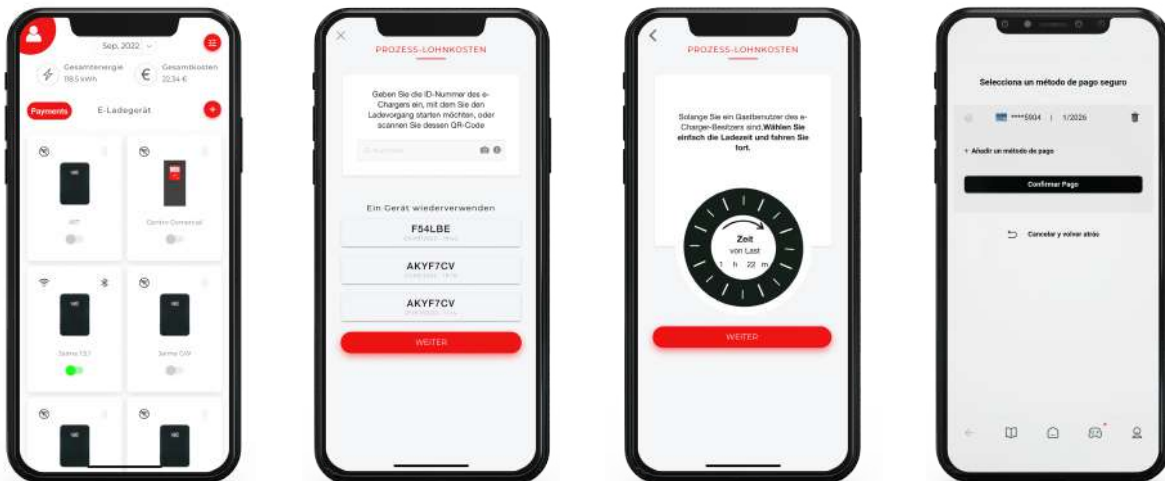 Sep, 2022
Gesamtenergie
118.5 kWh
Gesamtkosten
22.34 €
Payments
E-Ladegerät
Centro Comercial
PROZESS-LOHNKOSTEN
Geben Sie die ID-Nummer des e-
Chargers ein, mit dem Sie den
Ladevorgang starten möchten, oder
scannen Sie dessen QR-Code
Ein Gerät wiederverwenden
F54LBE
AKYF7CV
AKYF7CV
WEITER
PROZESS-LOHNKOSTEN
Solange Sie ein Gastbenutzer des e-
Charger-Besitzers sind,Wählen Sie
einfach die Ladezeit und fahren Sie
fort.
Zeit
von Last
1 h 22 m
WEITER
Selecciona un método de pago seguro
****5904 | 1/2026
+ Añadir un método de pago
Confirmar Pago
Cancelar y volver atrás